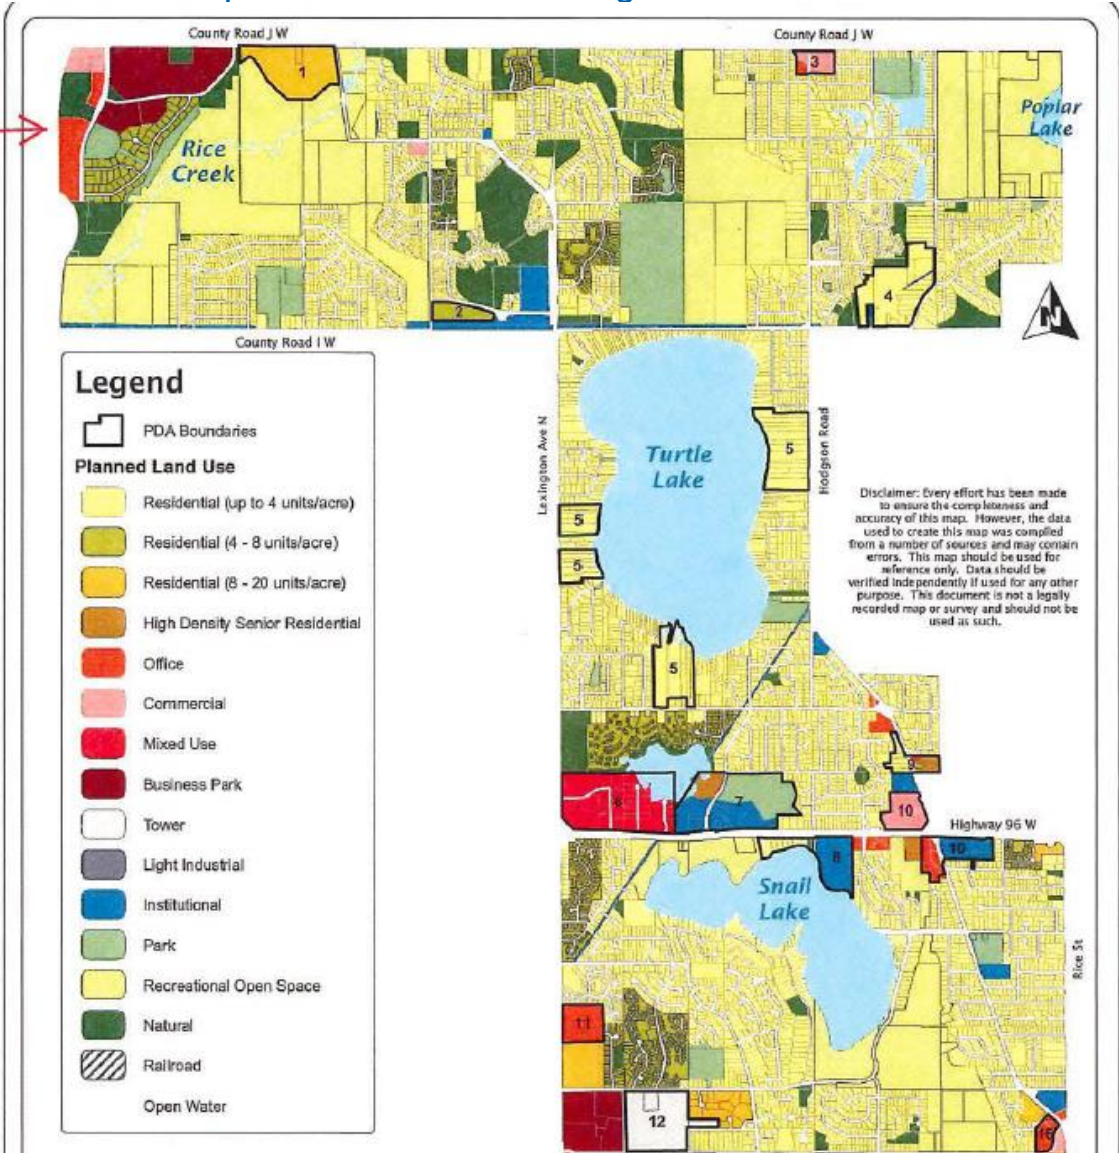 County Road J W
County Road J W
1
3
Poplar
Lake
Rice
Creek
4
2
N
County Road I W
Legend
PDA Boundaries
Planned Land Use
Residential (up to 4 units/acre)
Residential (4 - 8 units/acre)
Residential (8 - 20 units/acre)
High Density Senior Residential
Office
Commercial
Mixed Use
Business Park
Tower
Light Industrial
Institutional
Park
Recreational Open Space
Natural
Railroad
Open Water
Lexington Ave N
Turtle
Lake
5
Hodgson Road
5
5
5
Disclaimer: Every effort has been made
to ensure the completeness and
accuracy of this map. However, the data
used to create this map was compiled
from a number of sources and may contain
errors. This map should be used for
reference only. Data should be
verified independently if used for any other
purpose. This document is not a legally
recorded map or survey and should not be
used as such.
9
6
7
10
Highway 96 W
8
10
Snail
Lake
Rice St
11
12